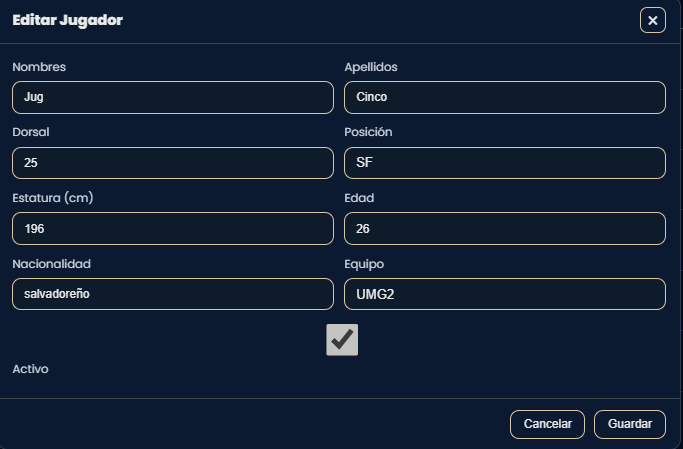 Editar Jugador
Nombres Apellidos
Jug Cinco
Dorsal Posición
25 SF
Estatura (cm) Edad
196 26
Nacionalidad Equipo
salvadoreño UMG2
Activo
Cancelar Guardar